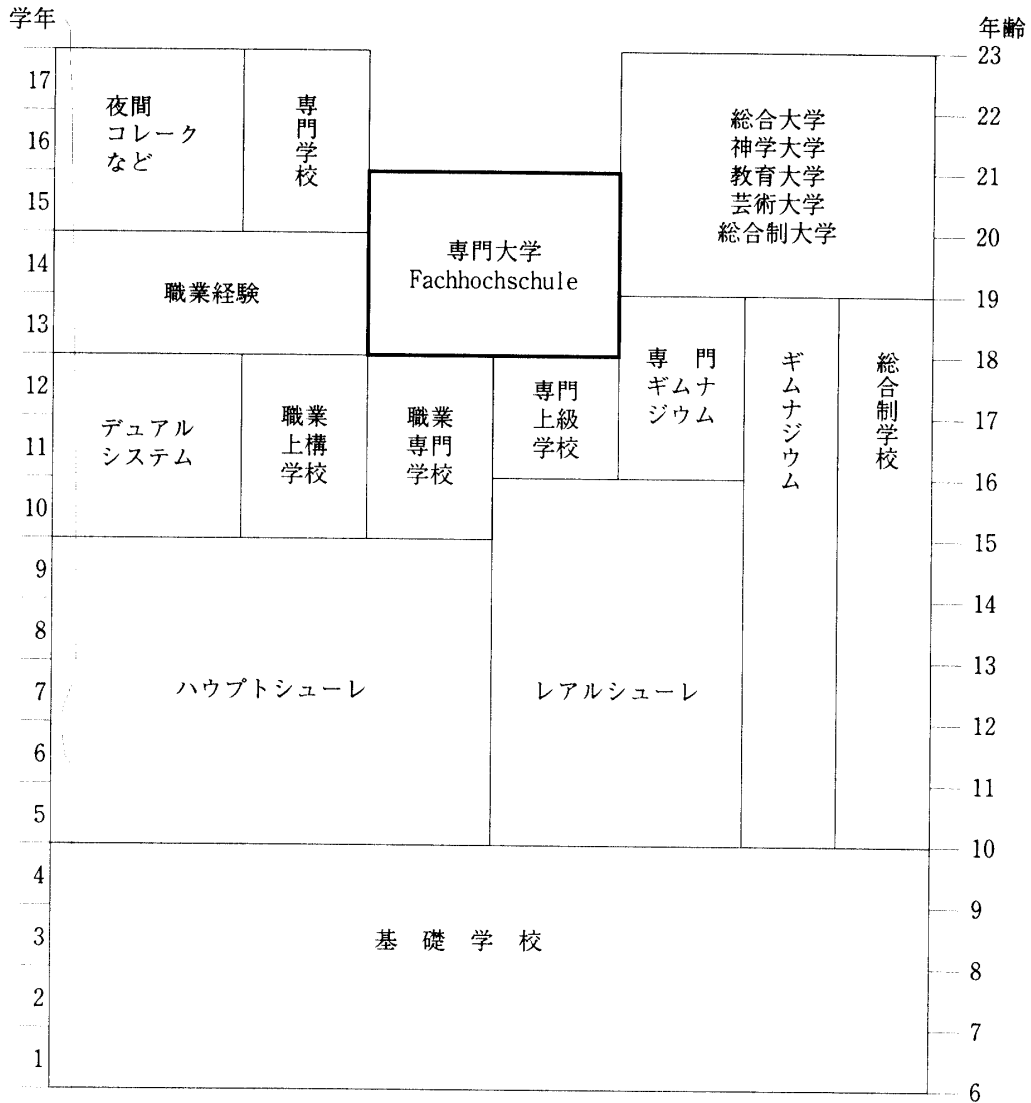 学年
年齢
17
16
15
14
13
12
11
10
9
8
7
6
5
4
3
2
1
23
22
21
20
19
18
17
16
15
14
13
12
11
10
9
8
7
6
夜間
コレーク
など
専門学校
総合大学
神学大学
教育大学
芸術大学
総合制大学
専門大学
Fachhochschule
職業経験
デュアル
システム
職業
上構
学校
職業
専門
学校
専門
上級
学校
専 門
ギムナ
ジウム
ギムナジウム
総合制学校
ハウプトシューレ
レアルシューレ
基 礎 学 校